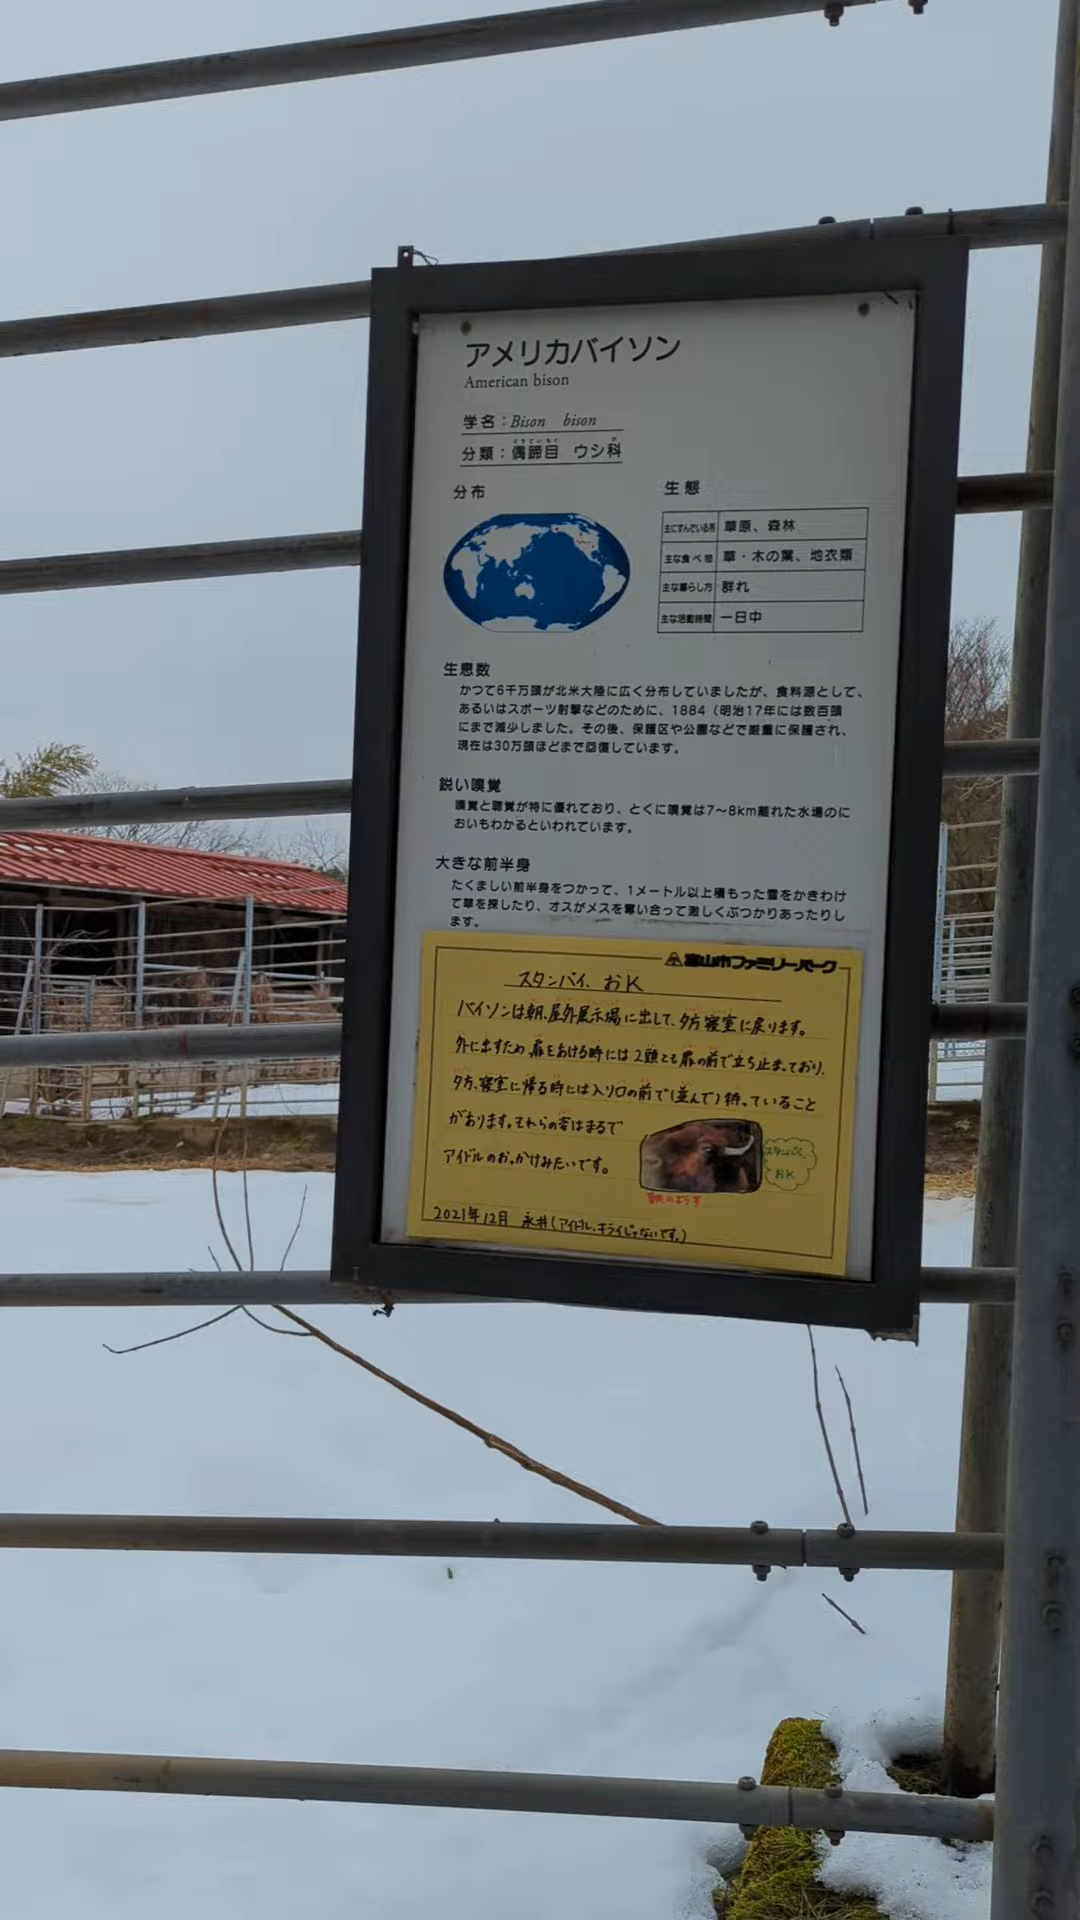 アメリカバイソン
American bison
学名：Bison bison
分類：偶蹄目 ウシ科
分布
生態
主にすんでいる所 草原、森林
主な食べ物 草・木の葉、地衣類
主な暮らし方 群れ
主な活動時間 一日中
生息数
かつて6千万頭が北米大陸に広く分布していましたが、食料源として、
あるいはスポーツ射撃などのために、1884（明治17年には数百頭
にまで減少しました。その後、保護区や公園などで厳重に保護され、
現在は30万頭ほどまで回復しています。
鋭い嗅覚
嗅覚と聴覚が特に優れており、とくに嗅覚は7〜8km離れた水場のに
おいもわかるといわれています。
大きな前半身
たくましい前半身をつかって、1メートル以上積もった雪をかきわけ
て草を探したり、オスがメスを奪い合って激しくぶつかりあったりし
ます。
富山市ファミリーパーク
スタンバイ、おK
バイソンは朝、屋外展示場に出して、夕方寝室に戻ります。
外に出すため、扉をあける時には2頭とも扉の前で立ち止まっており、
夕方、寝室に帰る時には入り口の前で(並んで)待っていること
があります。それらの姿はまるで
アイドルのおっかけみたいです。
スタンバイ
おK
のようす
2021年12月 永井(アイドル、キライじゃないです。)